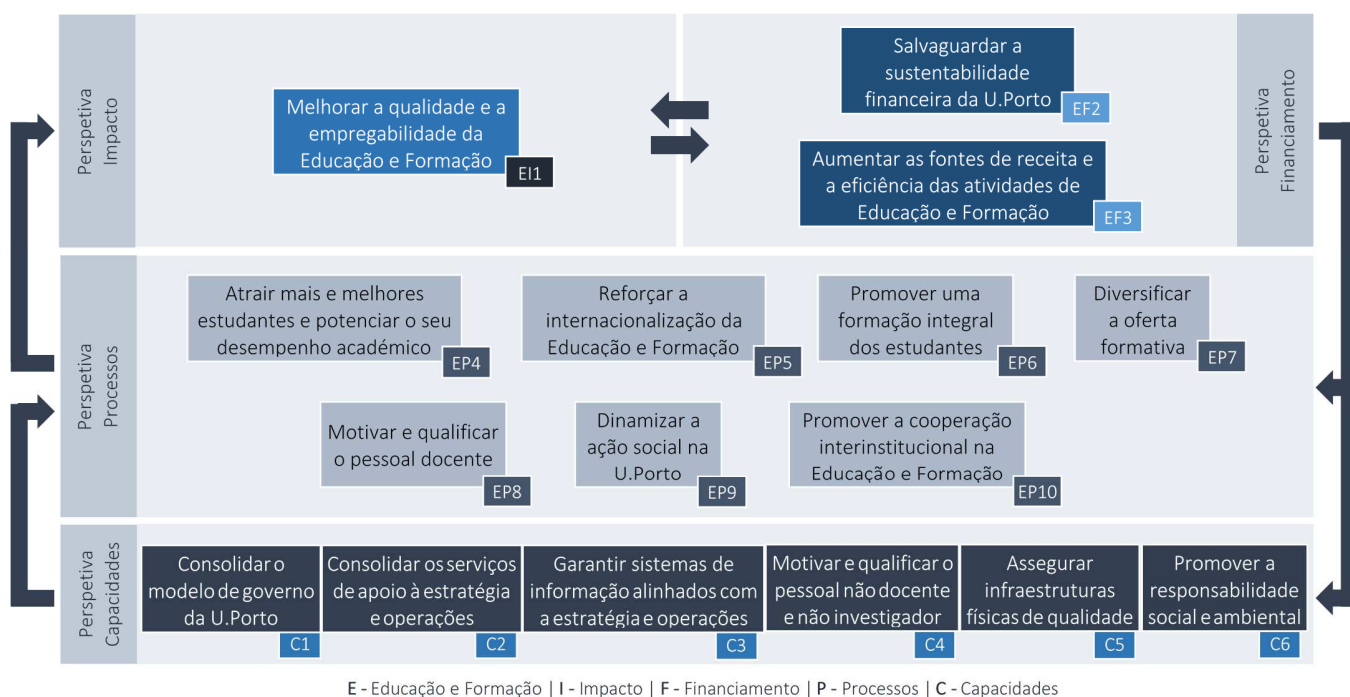 Perspetiva
Impacto
Melhorar a qualidade e a
empregabilidade da
Educação e Formação
EI1
Salvaguardar a
sustentabilidade
financeira da U.Porto
EF2
Aumentar as fontes de receita e
a eficiência das atividades de
Educação e Formação
EF3
Perspetiva
Financiamento
Perspetiva
Processos
Atrair mais e melhores
estudantes e potenciar o seu
desempenho académico
EP4
Reforçar a
internacionalização da
Educação e Formação
EP5
Promover uma
formação integral
dos estudantes
EP6
Diversificar
a oferta
formativa
EP7
Motivar e qualificar
o pessoal docente
EP8
Dinamizar a
ação social na
U.Porto
EP9
Promover a cooperação
interinstitucional na
Educação e Formação
EP10
Perspetiva
Capacidades
Consolidar o
modelo de governo
da U.Porto
C1
Consolidar os serviços
de apoio à estratégia
e operações
C2
Garantir sistemas de
informação alinhados com
a estratégia e operações
C3
Motivar e qualificar o
pessoal não docente
e não investigador
C4
Assegurar
infraestruturas
físicas de qualidade
C5
Promover a
responsabilidade
social e ambiental
C6
E - Educação e Formação | I - Impacto | F - Financiamento | P - Processos | C - Capacidades